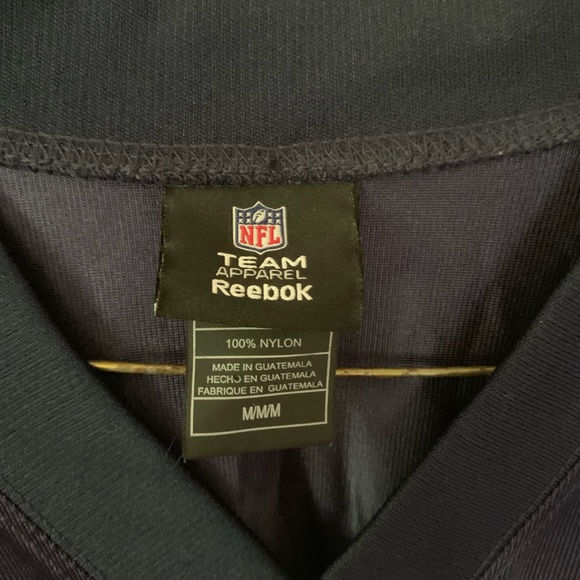 NFL
TEAM
APPAREL
Reebok
100% NYLON
MADE IN GUATEMALA
HECHO EN GUATEMALA
FABRIQUE EN GUATEMALA
M/M/M